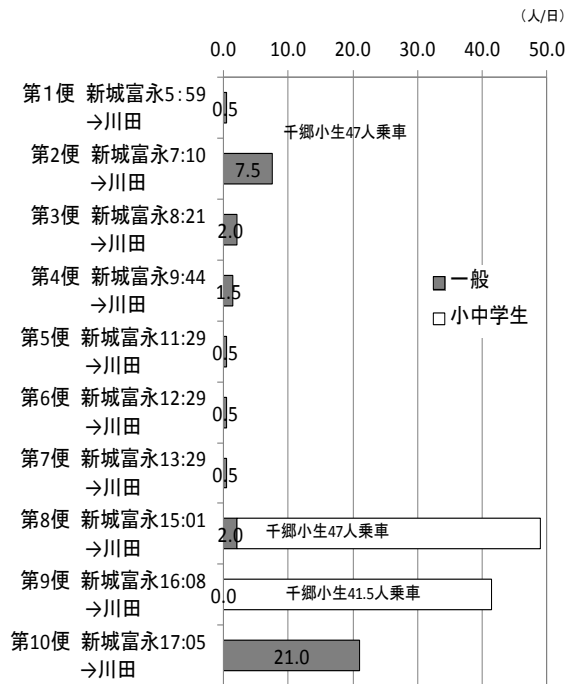 （人/日）
0.0 10.0 20.0 30.0 40.0 50.0
第1便 新城富永5:59
→川田
0.5
千郷小生47人乗車
第2便 新城富永7:10
→川田
7.5
第3便 新城富永8:21
→川田
2.0
第4便 新城富永9:44
→川田
1.5
一般
小中学生
第5便 新城富永11:29
→川田
0.5
第6便 新城富永12:29
→川田
0.5
第7便 新城富永13:29
→川田
0.5
第8便 新城富永15:01
→川田
2.0 千郷小生47人乗車
第9便 新城富永16:08
→川田
0.0 千郷小生41.5人乗車
第10便 新城富永17:05
→川田
21.0